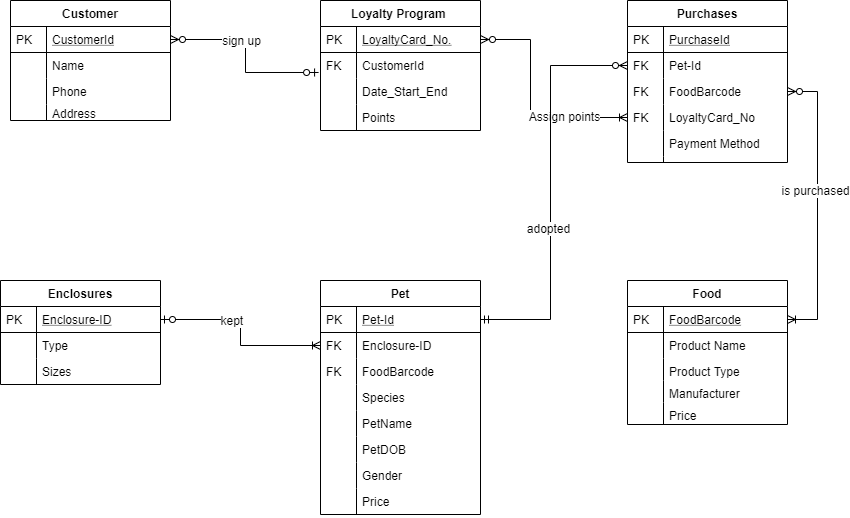 Customer
PK CustomerId
Name
Phone
Address
sign up
Loyalty Program
PK LoyaltyCard_No.
FK CustomerId
Date_Start_End
Points
Assign points
Purchases
PK PurchaseId
FK Pet-Id
FK FoodBarcode
FK LoyaltyCard_No
Payment Method
is purchased
adopted
Enclosures
PK Enclosure-ID
Type
Sizes
kept
Pet
PK Pet-Id
FK Enclosure-ID
FK FoodBarcode
Species
PetName
PetDOB
Gender
Price
Food
PK FoodBarcode
Product Name
Product Type
Manufacturer
Price